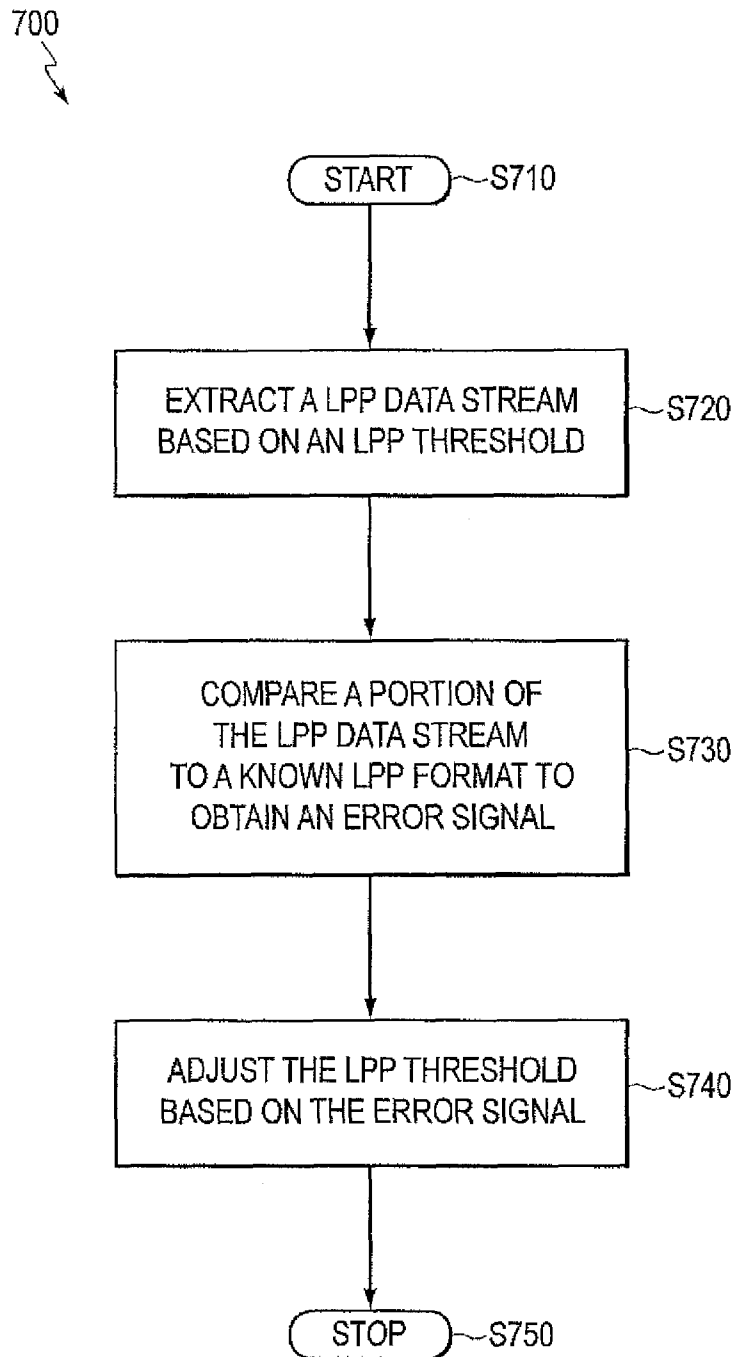 700
START
S710
EXTRACT A LPP DATA STREAM
BASED ON AN LPP THRESHOLD
S720
COMPARE A PORTION OF
THE LPP DATA STREAM
TO A KNOWN LPP FORMAT TO
OBTAIN AN ERROR SIGNAL
S730
ADJUST THE LPP THRESHOLD
BASED ON THE ERROR SIGNAL
S740
STOP
S750